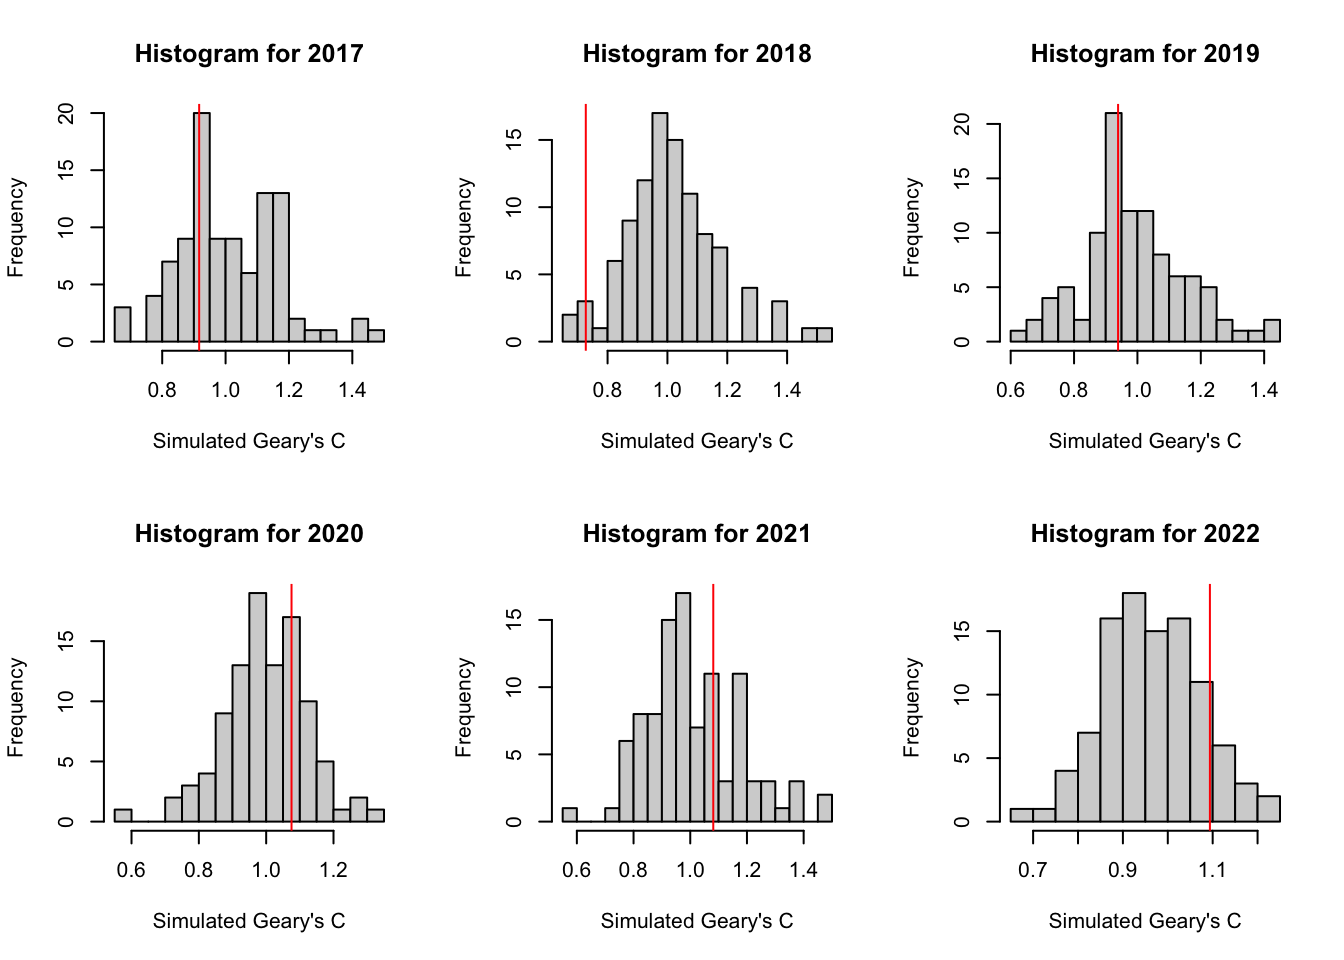 Histogram for 2017
Frequency
0
5
10
15
20
0.8 1.0 1.2 1.4
Simulated Geary's C
Histogram for 2018
Frequency
0
5
10
15
0.8 1.0 1.2 1.4
Simulated Geary's C
Histogram for 2019
Frequency
0
5
10
15
20
0.6 0.8 1.0 1.2 1.4
Simulated Geary's C
Histogram for 2020
Frequency
0
5
10
15
0.6 0.8 1.0 1.2
Simulated Geary's C
Histogram for 2021
Frequency
0
5
10
15
0.6 0.8 1.0 1.2 1.4
Simulated Geary's C
Histogram for 2022
Frequency
0
5
10
15
0.7 0.9 1.1
Simulated Geary's C